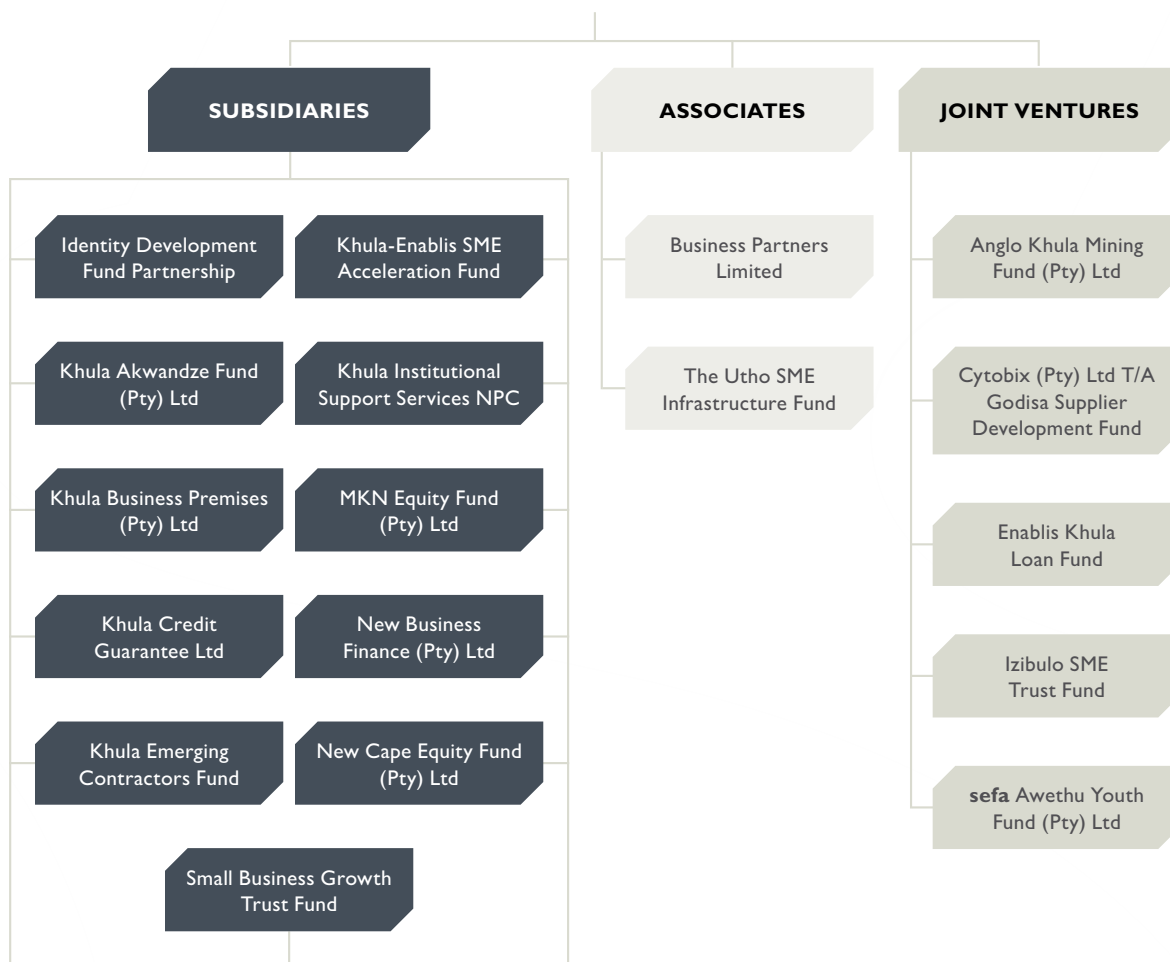 SUBSIDIARIES
Identity Development
Fund Partnership
Khula-Enablis SME
Acceleration Fund
Khula Akwandze Fund
(Pty) Ltd
Khula Institutional
Support Services NPC
Khula Business Premises
(Pty) Ltd
MKN Equity Fund
(Pty) Ltd
Khula Credit
Guarantee Ltd
New Business
Finance (Pty) Ltd
Khula Emerging
Contractors Fund
New Cape Equity Fund
(Pty) Ltd
Small Business Growth
Trust Fund
ASSOCIATES
Business Partners
Limited
The Utho SME
Infrastructure Fund
JOINT VENTURES
Anglo Khula Mining
Fund (Pty) Ltd
Cytobix (Pty) Ltd T/A
Godisa Supplier
Development Fund
Enablis Khula
Loan Fund
Izibulo SME
Trust Fund
sefa Awethu Youth
Fund (Pty) Ltd